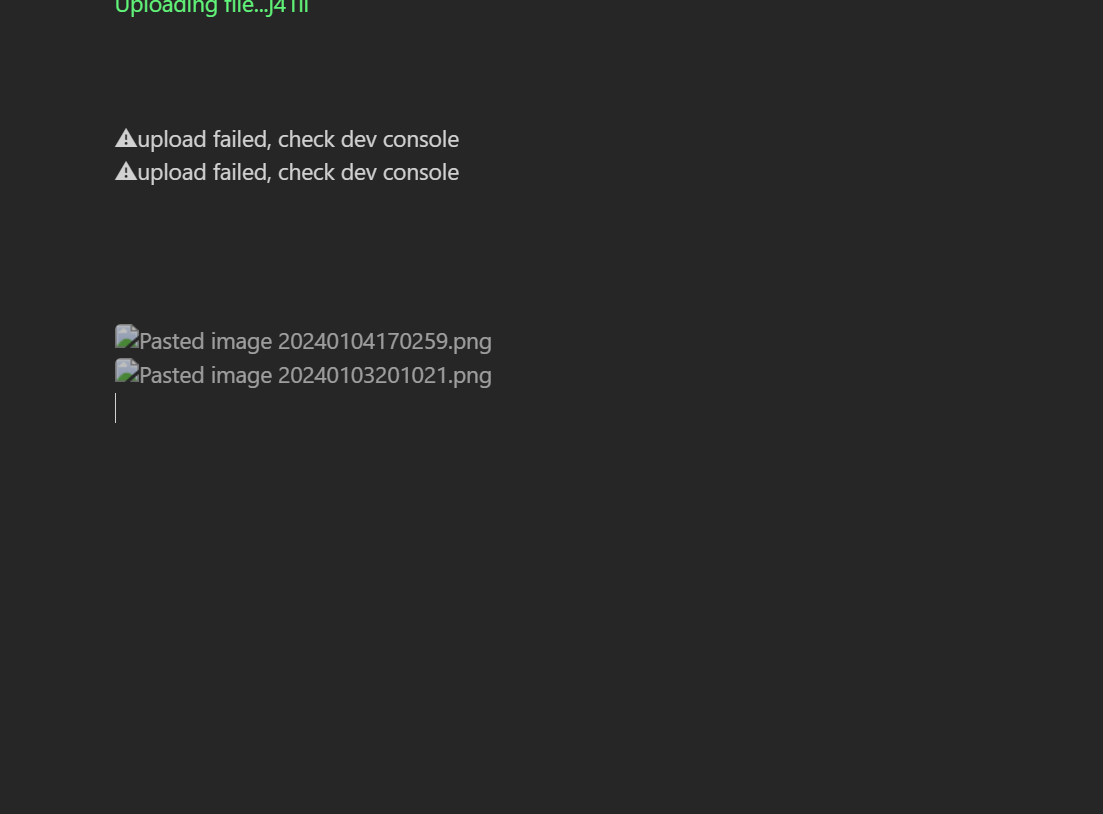 Uploading file...j41li
⚠upload failed, check dev console
⚠upload failed, check dev console
Pasted image 20240104170259.png
Pasted image 20240103201021.png